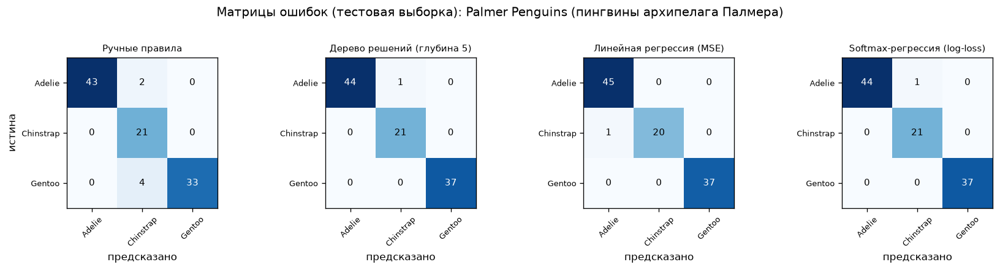 Матрицы ошибок (тестовая выборка): Palmer Penguins (пингвины архипелага Палмера)
Ручные правила
истина
Adelie 43 2 0
Chinstrap 0 21 0
Gentoo 0 4 33
Adelie Chinstrap Gentoo
предсказано
Дерево решений (глубина 5)
Adelie 44 1 0
Chinstrap 0 21 0
Gentoo 0 0 37
Adelie Chinstrap Gentoo
предсказано
Линейная регрессия (MSE)
Adelie 45 0 0
Chinstrap 1 20 0
Gentoo 0 0 37
Adelie Chinstrap Gentoo
предсказано
Softmax-регрессия (log-loss)
Adelie 44 1 0
Chinstrap 0 21 0
Gentoo 0 0 37
Adelie Chinstrap Gentoo
предсказано